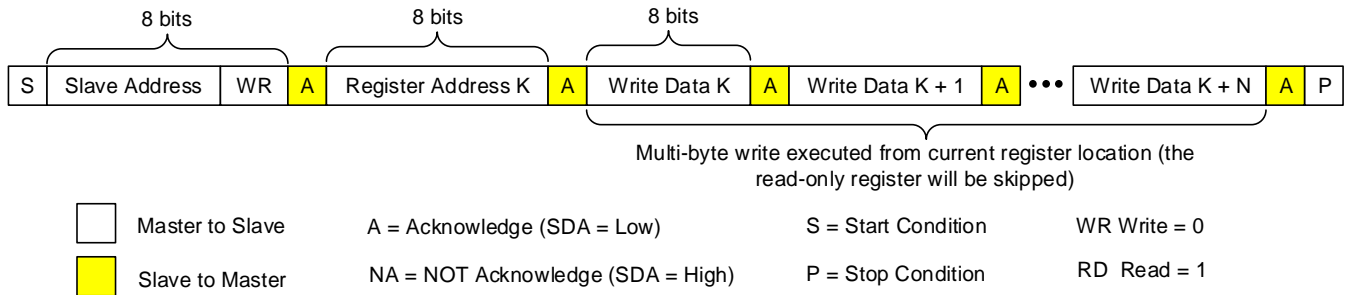 8 bits 8 bits 8 bits
S Slave Address WR A Register Address K A Write Data K A Write Data K + 1 A ••• Write Data K + N A P
Multi-byte write executed from current register location (the
read-only register will be skipped)
Master to Slave A = Acknowledge (SDA = Low) S = Start Condition WR Write = 0
Slave to Master NA = NOT Acknowledge (SDA = High) P = Stop Condition RD Read = 1